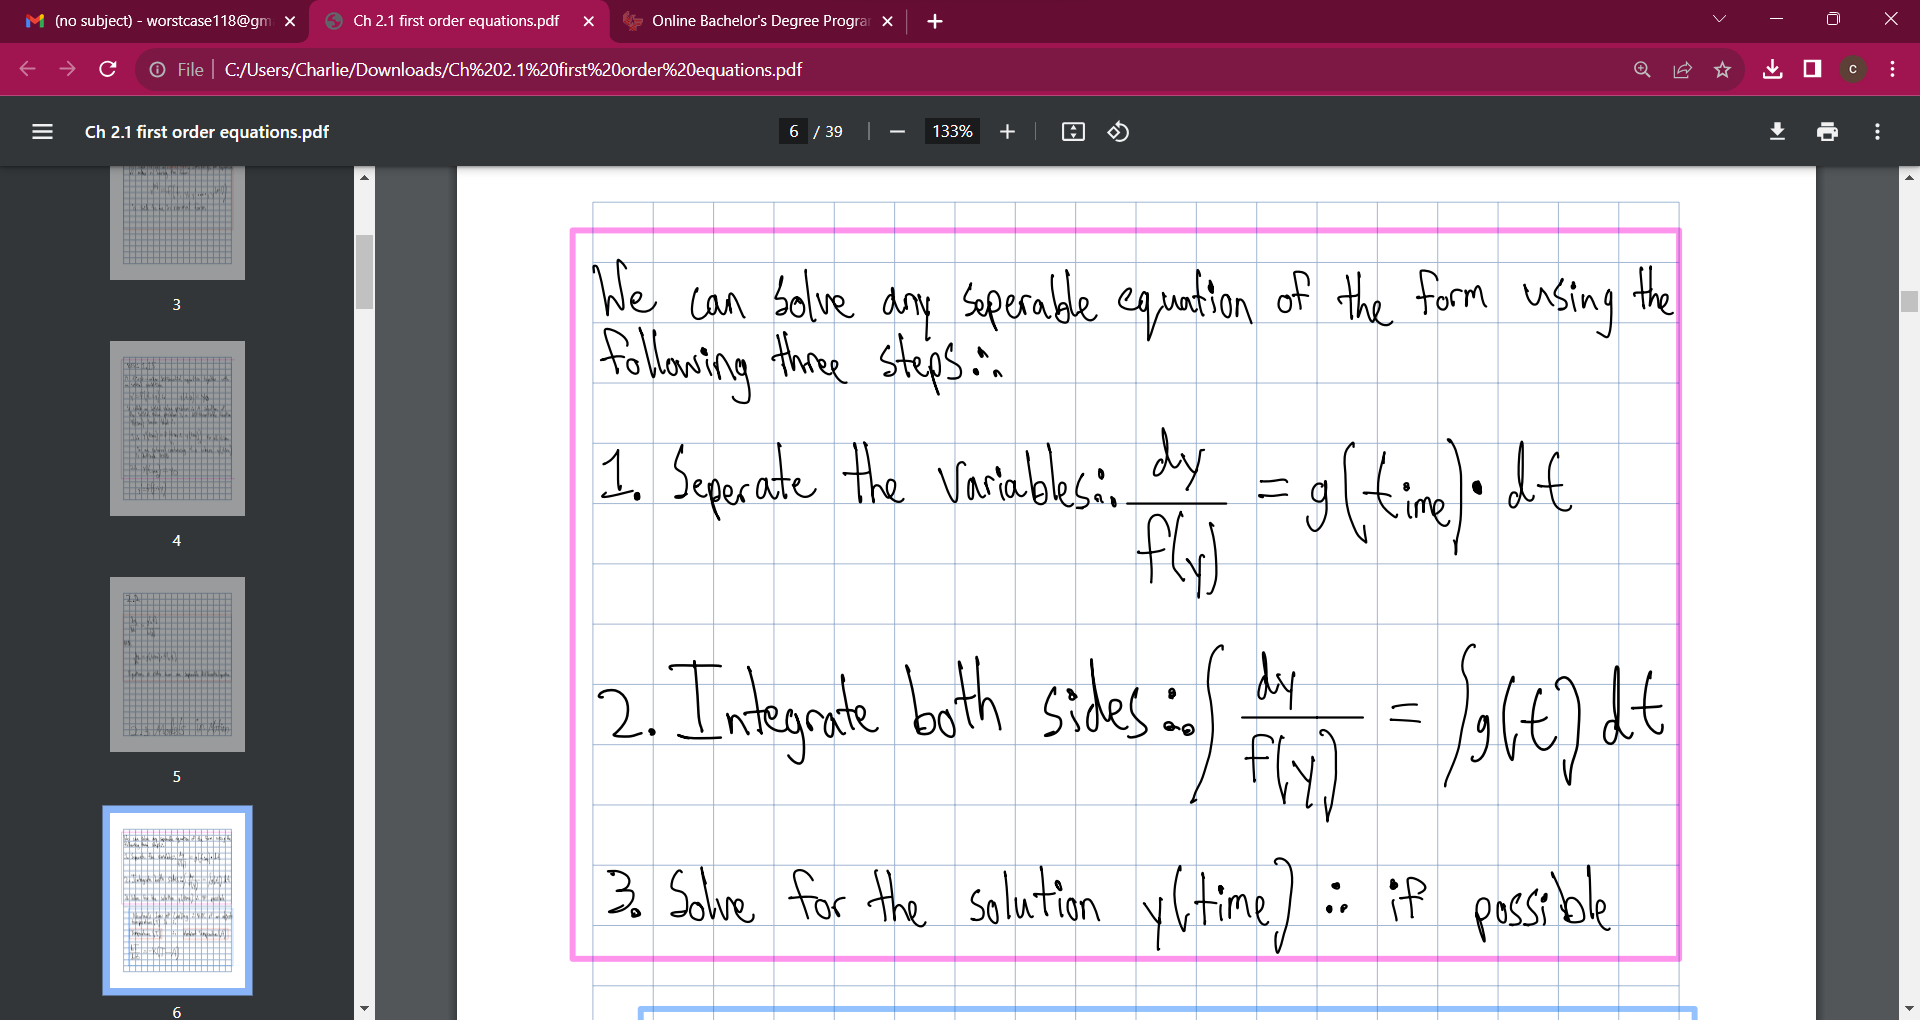 (no subject) - worstcase118@gm
Ch 2.1 first order equations.pdf
Online Bachelor's Degree Progra
File
C:/Users/Charlie/Downloads/Ch%202.1%20first%20order%20equations.pdf
C
Ch 2.1 first order equations.pdf
6 / 39
133%
3
4
5
6
We can solve any seperable equation of the form using the
following three steps:.
1. Seperate the variables:. dy/f(y) = g(time) • dt
2. Integrate both sides:. ∫ dy/f(y) = ∫ g(t) dt
3. Solve for the solution y(time) :: if possible